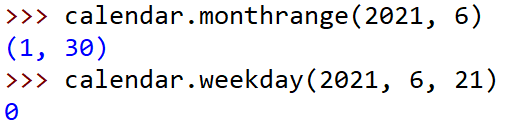 >>> calendar.monthrange(2021, 6)
(1, 30)
>>> calendar.weekday(2021, 6, 21)
0